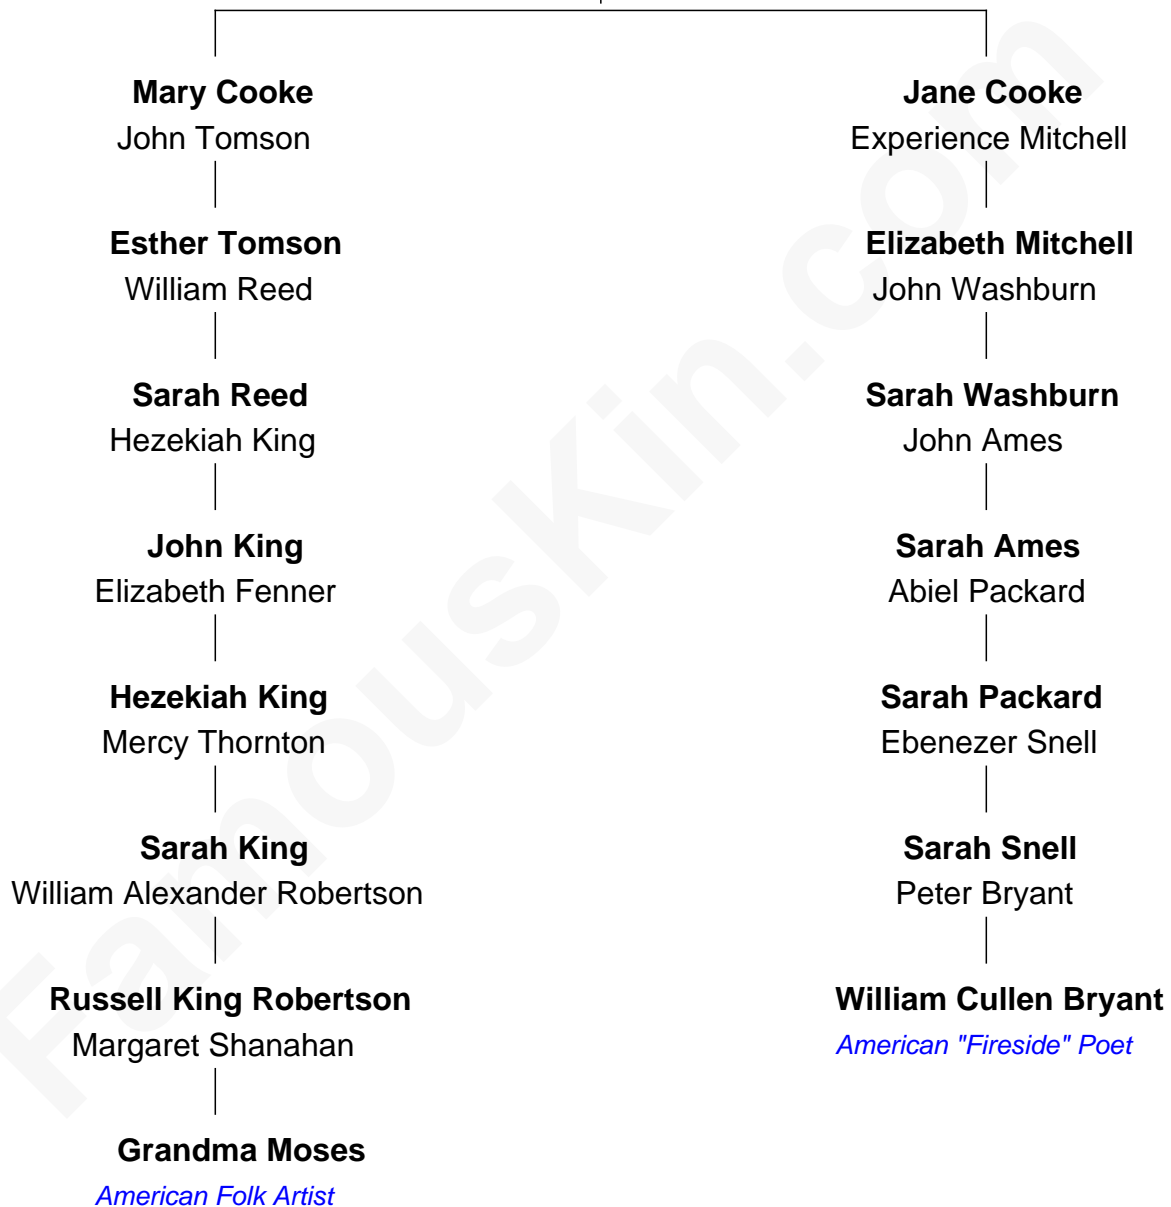 Mary Cooke
John Tomson
Esther Tomson
William Reed
Sarah Reed
Hezekiah King
John King
Elizabeth Fenner
Hezekiah King
Mercy Thornton
Sarah King
William Alexander Robertson
Russell King Robertson
Margaret Shanahan
Grandma Moses
American Folk Artist
Jane Cooke
Experience Mitchell
Elizabeth Mitchell
John Washburn
Sarah Washburn
John Ames
Sarah Ames
Abiel Packard
Sarah Packard
Ebenezer Snell
Sarah Snell
Peter Bryant
William Cullen Bryant
American "Fireside" Poet
FamousKin.com